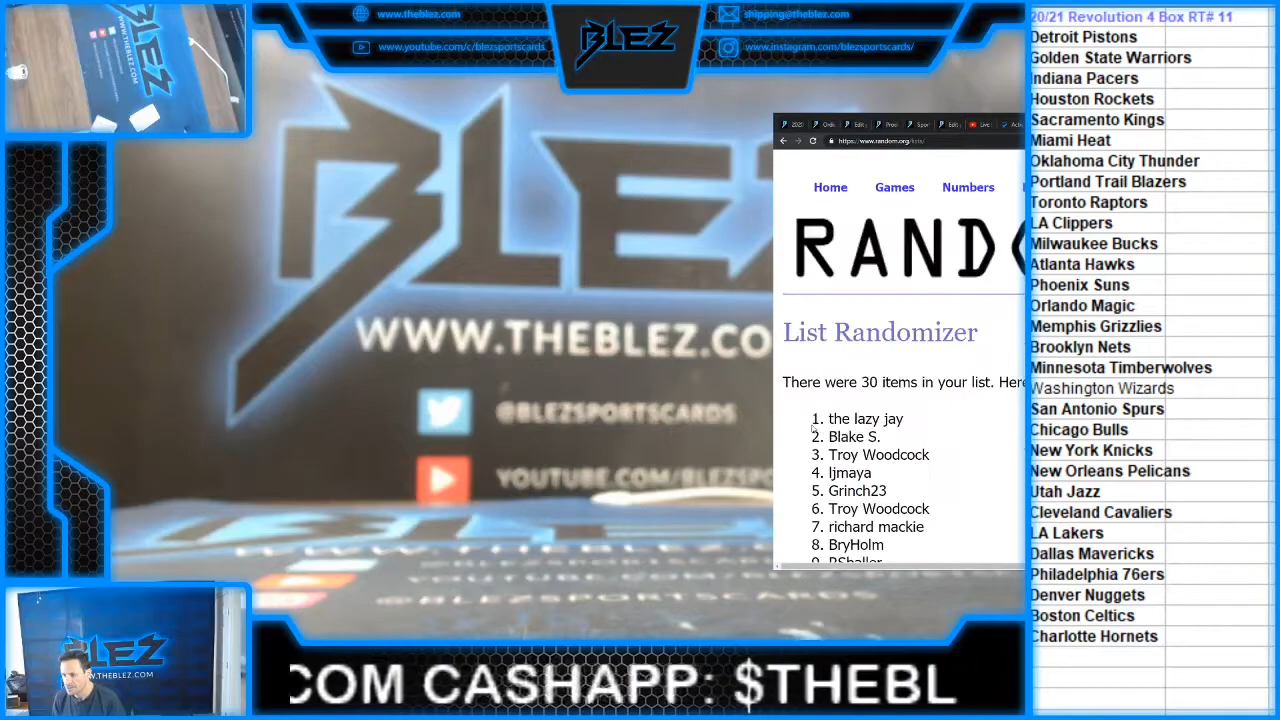 www.theblez.com
shipping@theblez.com
www.youtube.com/c/blezsportscards
www.instagram.com/blezsportscards/
BLEZ
BLEZ
WWW.THEBLEZ.CO
@BLEZSPORTSCARDS
YOUTUBE.COM/BLEZSPO
@BLEZSPORTSCARDS
https://www.random.org/lists/
Home Games Numbers
RANDO
List Randomizer
There were 30 items in your list. Here
1. the lazy jay
2. Blake S.
3. Troy Woodcock
4. ljmaya
5. Grinch23
6. Troy Woodcock
7. richard mackie
8. BryHolm
20/21 Revolution 4 Box RT# 11
Detroit Pistons
Golden State Warriors
Indiana Pacers
Houston Rockets
Sacramento Kings
Miami Heat
Oklahoma City Thunder
Portland Trail Blazers
Toronto Raptors
LA Clippers
Milwaukee Bucks
Atlanta Hawks
Phoenix Suns
Orlando Magic
Memphis Grizzlies
Brooklyn Nets
Minnesota Timberwolves
Washington Wizards
San Antonio Spurs
Chicago Bulls
New York Knicks
New Orleans Pelicans
Utah Jazz
Cleveland Cavaliers
LA Lakers
Dallas Mavericks
Philadelphia 76ers
Denver Nuggets
Boston Celtics
Charlotte Hornets
BLEZ
WWW.THEBLEZ.COM
COM CASHAPP: $THEBL